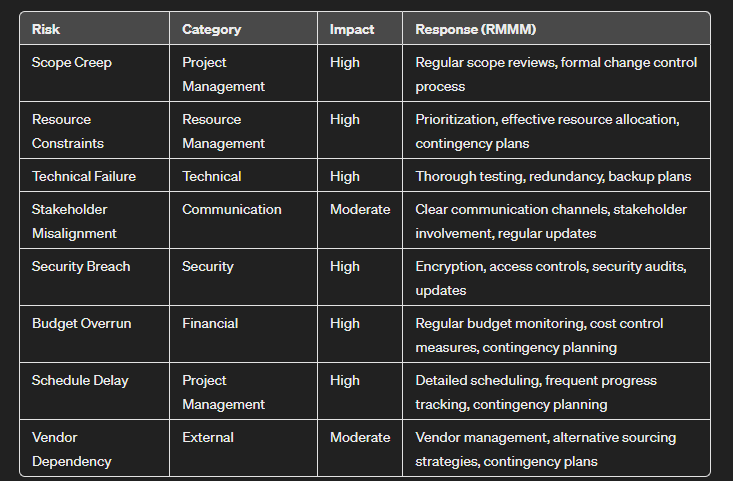 Risk Category Impact Response (RMMM)
Scope Creep Project High Regular scope reviews, formal change control
Management process
Resource Resource High Prioritization, effective resource allocation,
Constraints Management contingency plans
Technical Failure Technical High Thorough testing, redundancy, backup plans
Stakeholder Communication Moderate Clear communication channels, stakeholder
Misalignment involvement, regular updates
Security Breach Security High Encryption, access controls, security audits,
updates
Budget Overrun Financial High Regular budget monitoring, cost control
measures, contingency planning
Schedule Delay Project High Detailed scheduling, frequent progress
Management tracking, contingency planning
Vendor External Moderate Vendor management, alternative sourcing
Dependency strategies, contingency plans